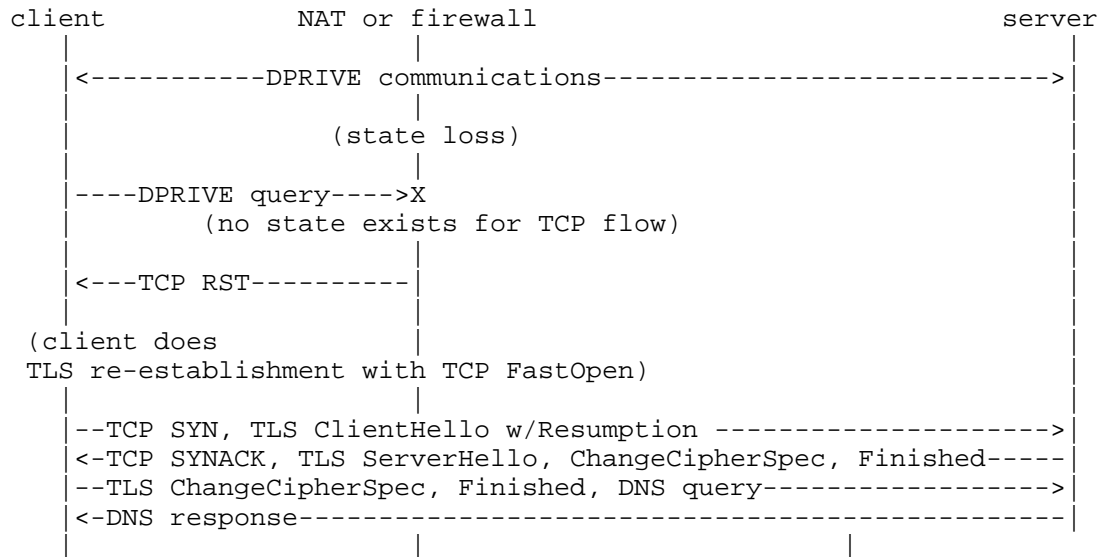 client NAT or firewall server
<-----------DPRIVE communications---------------------------->
(state loss)
----DPRIVE query---->X
(no state exists for TCP flow)
<---TCP RST----------
(client does
TLS re-establishment with TCP FastOpen)
--TCP SYN, TLS ClientHello w/Resumption --------------------->
<-TCP SYNACK, TLS ServerHello, ChangeCipherSpec, Finished-----
--TLS ChangeCipherSpec, Finished, DNS query------------------>
<-DNS response------------------------------------------------